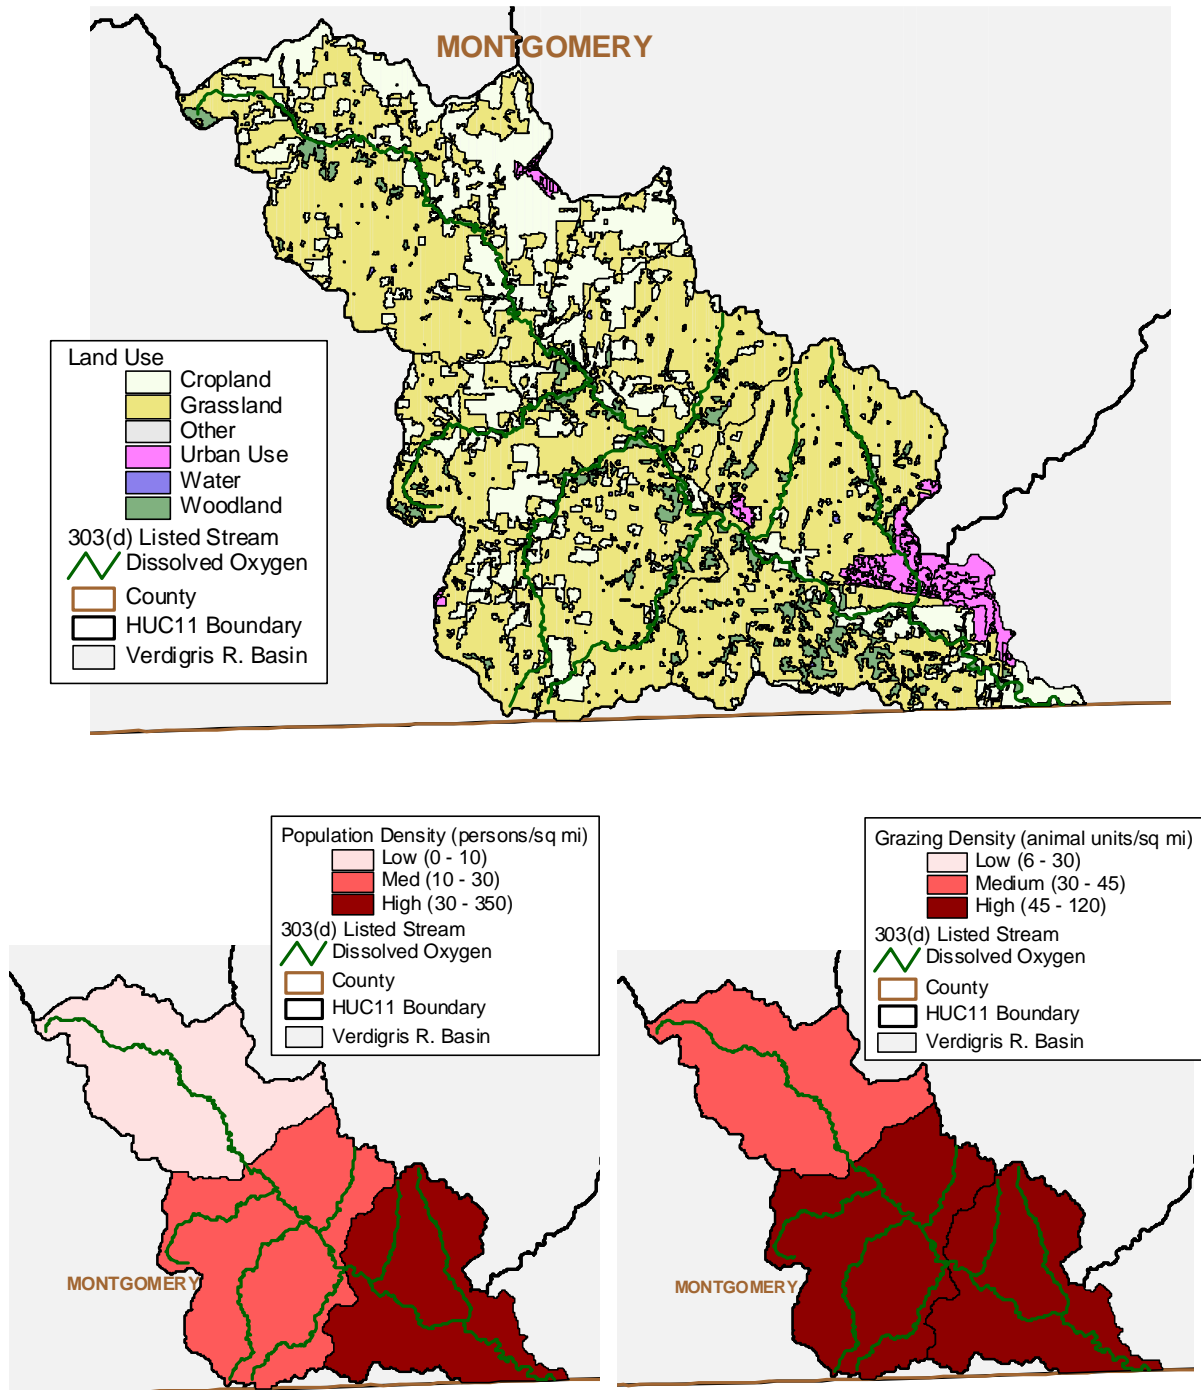 MONTGOMERY
Land Use
Cropland
Grassland
Other
Urban Use
Water
Woodland
303(d) Listed Stream
Dissolved Oxygen
County
HUC11 Boundary
Verdigris R. Basin
Population Density (persons/sq mi)
Low (0 - 10)
Med (10 - 30)
High (30 - 350)
303(d) Listed Stream
Dissolved Oxygen
County
HUC11 Boundary
Verdigris R. Basin
MONTGOMERY
Grazing Density (animal units/sq mi)
Low (6 - 30)
Medium (30 - 45)
High (45 - 120)
303(d) Listed Stream
Dissolved Oxygen
County
HUC11 Boundary
Verdigris R. Basin
MONTGOMERY